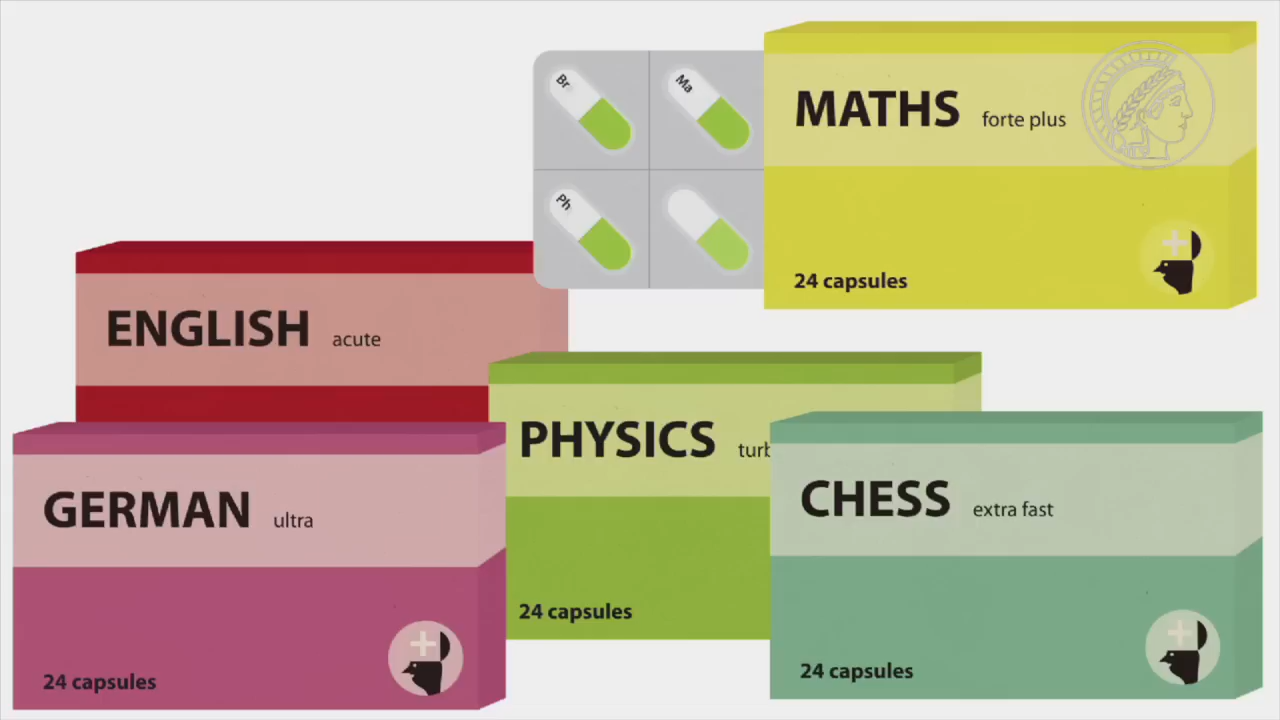 Br
Ma
MATHS forte plus
Ph
24 capsules
ENGLISH acute
PHYSICS turb
24 capsules
GERMAN ultra
24 capsules
CHESS extra fast
24 capsules